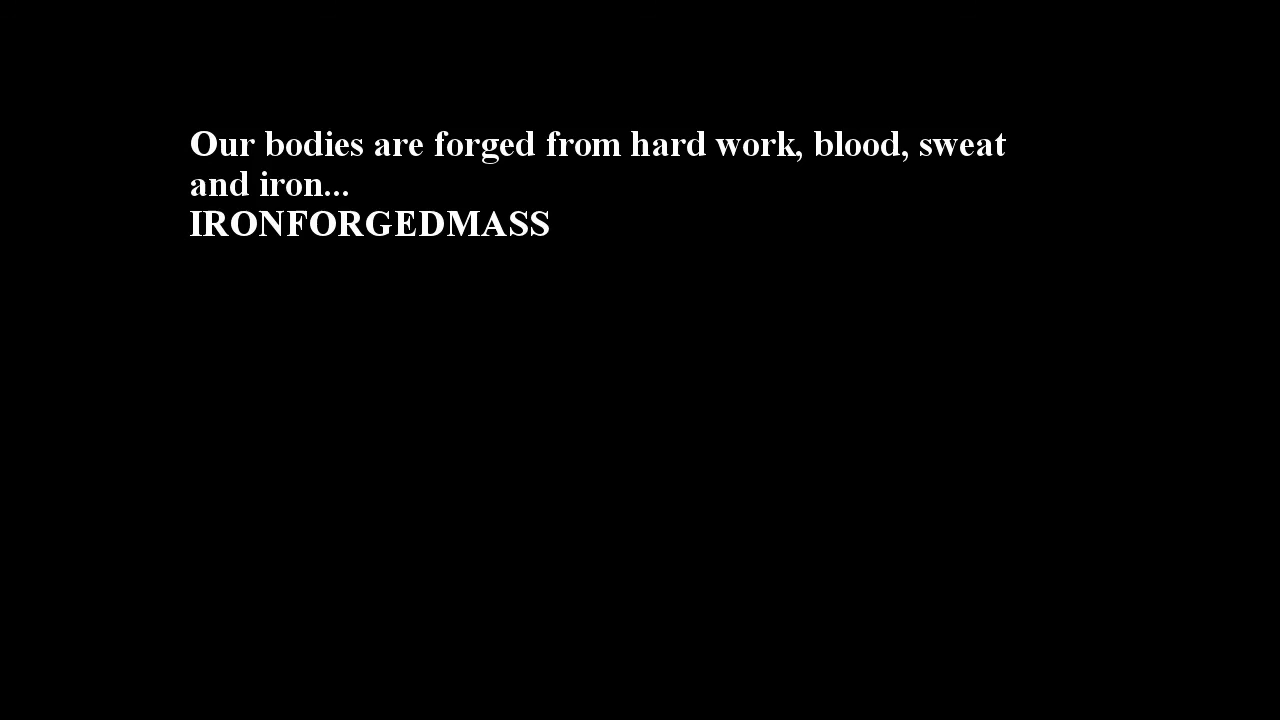 Our bodies are forged from hard work, blood, sweat
and iron...
IRONFORGEDMASS